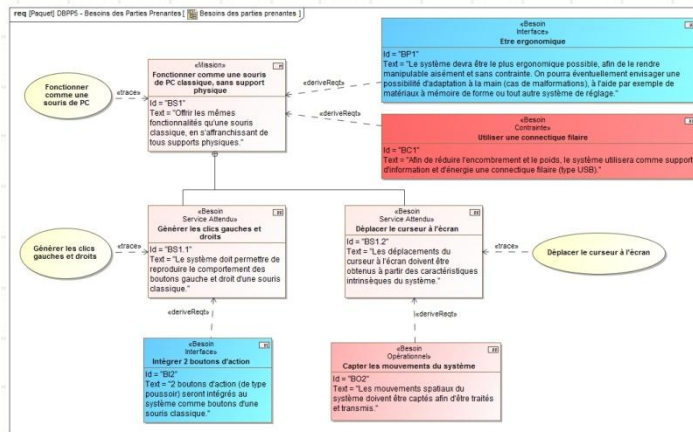 req [Paquet] DBPP5 - Besoins des Parties Prenantes [ Besoins des parties prenantes ]
Fonctionner
comme une
souris de PC
«trace»
«Mission»
Fonctionner comme une souris
de PC classique, sans support
physique
Id = "BS1"
Text = "Offrir les mêmes
fonctionnalités qu'une souris
classique, en s'affranchissant de
tous supports physiques."
«deriveReqt»
«deriveReqt»
«Besoin
Interface»
Etre ergonomique
Id = "BP1"
Text = "Le système devra être le plus ergonomique possible, afin de le rendre
manipulable aisément et sans contrainte. On pourra éventuellement envisager une
possibilité d'adaptation à la main (cas de malformations), à l'aide par exemple de
matériaux à mémoire de forme ou tout autre système de réglage."
«Besoin
Contrainte»
Utiliser une connectique filaire
Id = "BC1"
Text = "Afin de réduire l'encombrement et le poids, le système utilisera comme support
d'information et d'énergie une connectique filaire (type USB)."
Générer les clics
gauches et droits
«trace»
«Besoin
Service Attendu»
Générer les clics gauches et
droits
Id = "BS1.1"
Text = "Le système doit permettre de
reproduire le comportement des
boutons gauche et droit d'une souris
classique."
«Besoin
Service Attendu»
Déplacer le curseur à l'écran
Id = "BS1.2"
Text = "Les déplacements du
curseur à l'écran doivent être
obtenus à partir des caractéristiques
intrinsèques du système."
«trace»
Déplacer le curseur à l'écran
«deriveReqt»
«deriveReqt»
«Besoin
Interface»
Intégrer 2 boutons d'action
Id = "BI2"
Text = "2 boutons d'action (de type
poussoir) seront intégrés au
système comme boutons d'une
souris classique."
«Besoin
Opérationnel»
Capter les mouvements du système
Id = "BO2"
Text = "Les mouvements spatiaux du
système doivent être captés afin d'être traités
et transmis."